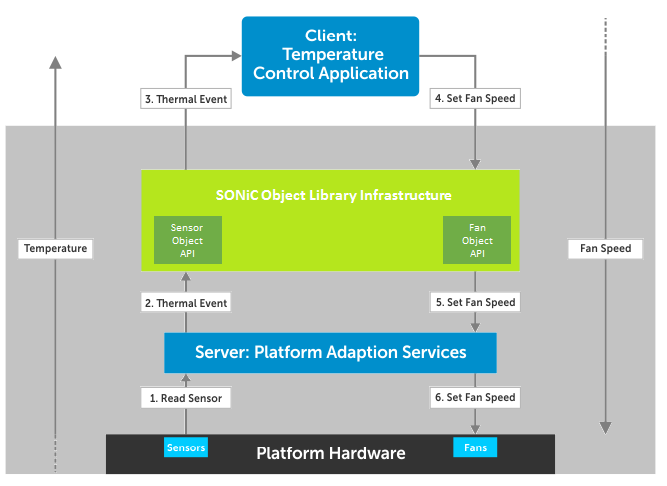 Client:
Temperature
Control Application
3. Thermal Event
4. Set Fan Speed
SONiC Object Library Infrastructure
Sensor
Object
API
Fan
Object
API
Temperature
Fan Speed
2. Thermal Event
5. Set Fan Speed
Server: Platform Adaption Services
1. Read Sensor
6. Set Fan Speed
Sensors
Platform Hardware
Fans